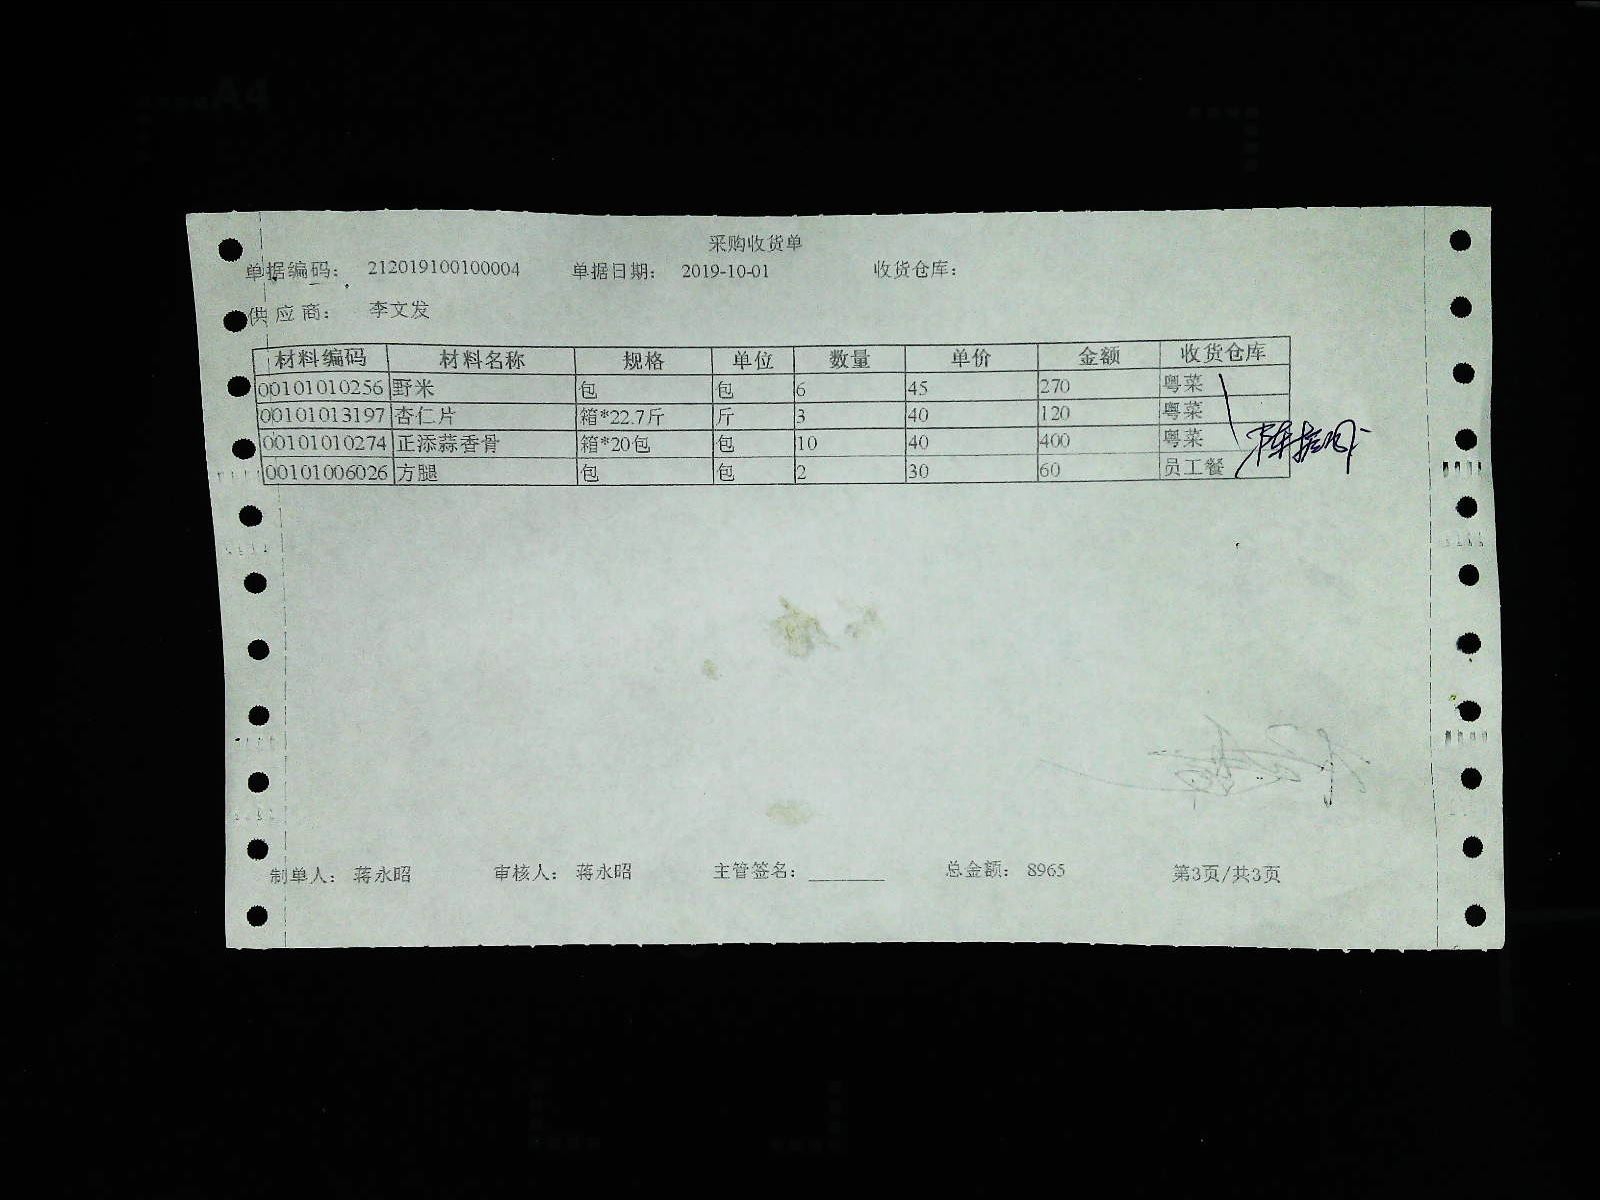 采购收货单
单据编码： 212019100100004 单据日期： 2019-10-01 收货仓库：
供应商： 李文发
材料编码 材料名称 规格 单位 数量 单价 金额 收货仓库
00101010256 野米 包 包 6 45 270 粤菜
00101013197 杏仁片 箱*22.7斤 斤 3 40 120 粤菜
00101010274 正添蒜香骨 箱*20包 包 10 40 400 粤菜
00101006026 方腿 包 包 2 30 60 员工餐
制单人： 蒋永昭 审核人： 蒋永昭 主管签名：________ 总金额： 8965 第3页/共3页